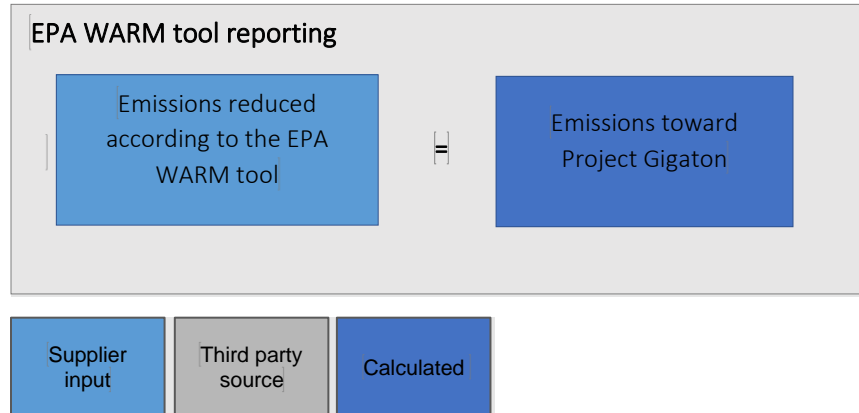 EPA WARM tool reporting
Emissions reduced
according to the EPA
WARM tool
=
Emissions toward
Project Gigaton
Supplier
input
Third party
source
Calculated